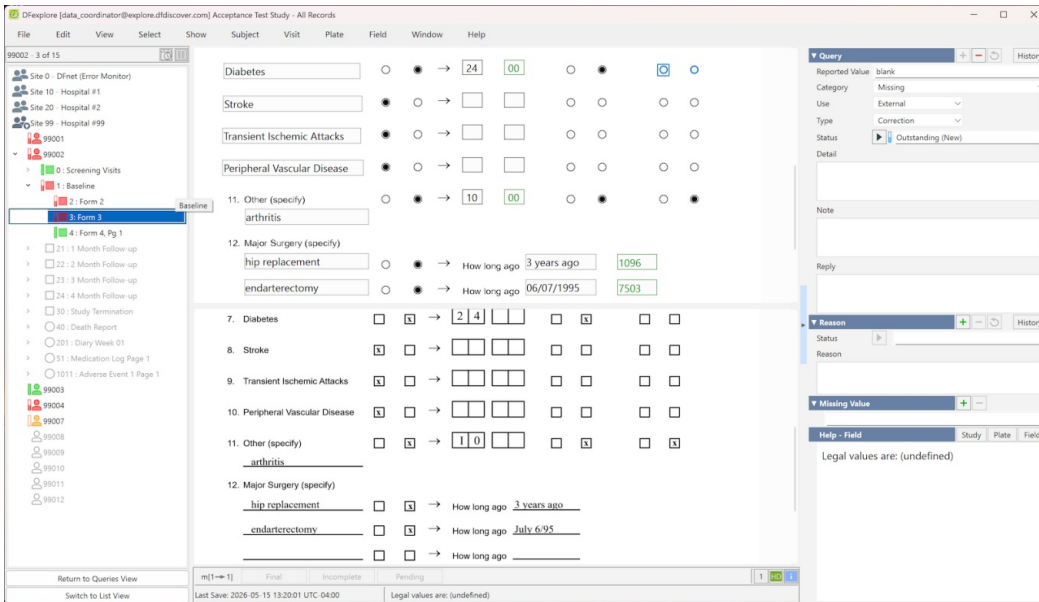 DFexplore [data_coordinator@explore.dfdiscover.com] Acceptance Test Study - All Records
File Edit View Select Show Subject Visit Plate Field Window Help
99002 - 3 of 15
Site 0 - DFnet (Error Monitor)
Site 10 - Hospital #1
Site 20 - Hospital #2
Site 99 - Hospital #99
99001
99002
0 : Screening Visits
1 : Baseline
2 : Form 2
3: Form 3
4 : Form 4, Pg 1
21 : 1 Month Follow-up
22 : 2 Month Follow-up
23 : 3 Month Follow-up
24 : 4 Month Follow-up
30 : Study Termination
40 : Death Report
201 : Diary Week 01
51 : Medication Log Page 1
1011 : Adverse Event 1 Page 1
99003
99004
99007
99008
99009
99010
99011
99012
Return to Queries View
Switch to List View
Baseline
Diabetes 24 00
Stroke
Transient Ischemic Attacks
Peripheral Vascular Disease
11. Other (specify) 10 00
arthritis
12. Major Surgery (specify)
hip replacement How long ago 3 years ago 1096
endarterectomy How long ago 06/07/1995 7503
7. Diabetes x → 2 4 x
8. Stroke x →
9. Transient Ischemic Attacks x →
10. Peripheral Vascular Disease x →
11. Other (specify) x → 1 0 x x
arthritis
12. Major Surgery (specify)
hip replacement x → How long ago 3 years ago
endarterectomy x → How long ago July 6/95
→ How long ago
m[1→1] Final Incomplete Pending 1 HD i
Last Save: 2026-05-15 13:20:01 UTC-04:00 Legal values are: (undefined)
Query Histor
Reported Value blank
Category Missing
Use External
Type Correction
Status Outstanding (New)
Detail
Note
Reply
Reason Histor
Status
Reason
Missing Value
Help - Field Study Plate Field
Legal values are: (undefined)